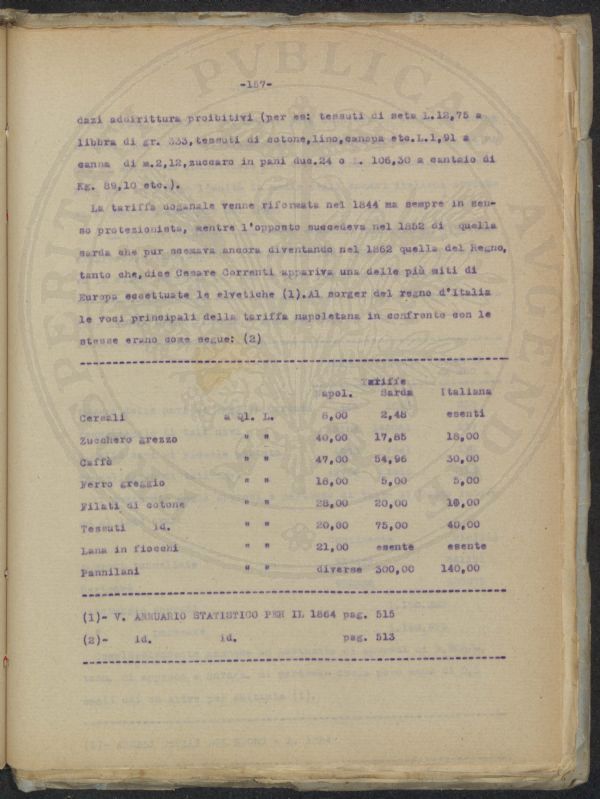 -157-
dazi addirittura proibitivi (per es: tessuti di seta L.12,75 a
libbra di gr. 333,tessuti di cotone,lino,canapa etc.L.1,91 a
canna di m.2,12,zuccaro in pani duc.24 o L. 106,30 a cantaio di
Kg. 89,10 etc.).
La tariffa doganale venne riformata nel 1844 ma sempre in sen-
so protezionista, mentre l'opposto succedeva nel 1852 di quella
sarda che pur scemava ancora diventando nel 1862 quella del Regno,
tanto che,dice Cesare Correnti appariva una delle più miti di
Europa eccettuate le elvetiche (1).Al sorger del regno d'Italia
le voci principali della tariffa napoletana in confronto con le
stesse erano come segue: (2)
Tariffe
Napol. Sarda Italiana
Cereali a Ql. L. 8,00 2,48 esenti
Zucchero grezzo " " 40,00 17,85 18,00
Caffè " " 47,00 54,96 30,00
Ferro greggio " " 18,00 5,00 5,00
Filati di cotone " " 28,00 20,00 10,00
Tessuti id. " " 20,00 75,00 40,00
Lana in fiocchi " " 21,00 esente esente
Pannilani " " diverse 300,00 140,00
(1)- V. ANNUARIO STATISTICO PER IL 1864 pag. 515
(2)- id. id. pag. 513